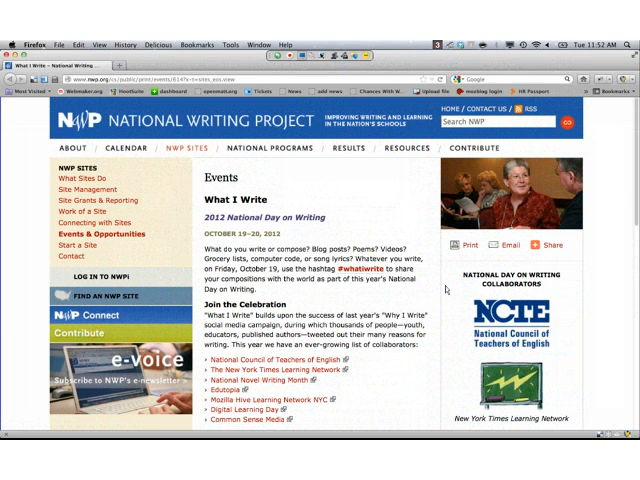 Firefox File Edit View History Delicious Bookmarks Tools Window Help
3
Tue 11:52 AM
What I Write – National Writing ...
www.nwp.org/cs/public/print/events/614?x-t=sites_eos.view
Google
Most Visited Webmaker.org HootSuite dashboard openmatt.org Tickets News add news Chances With W... Upload file mozblog login HR Passport
Bookmarks
HOME / CONTACT US / RSS
NWP NATIONAL WRITING PROJECT
IMPROVING WRITING AND LEARNING
IN THE NATION'S SCHOOLS
Search NWP
GO
ABOUT / CALENDAR / NWP SITES / NATIONAL PROGRAMS / RESULTS / RESOURCES / CONTRIBUTE
NWP SITES
What Sites Do
Site Management
Site Grants & Reporting
Work of a Site
Connecting with Sites
Events & Opportunities
Start a Site
Contact
LOG IN TO NWPi
FIND AN NWP SITE
NWP Connect
Contribute
e-voice
Subscribe to NWP's e-newsletter >
Events
What I Write
2012 National Day on Writing
OCTOBER 19–20, 2012
What do you write or compose? Blog posts? Poems? Videos?
Grocery lists, computer code, or song lyrics? Whatever you write,
on Friday, October 19, use the hashtag #whatiwrite to share
your compositions with the world as part of this year's National
Day on Writing.
Join the Celebration
"What I Write" builds upon the success of last year's "Why I Write"
social media campaign, during which thousands of people—youth,
educators, published authors—tweeted out their many reasons for
writing. This year we have an ever-growing list of collaborators:
National Council of Teachers of English
The New York Times Learning Network
National Novel Writing Month
Edutopia
Mozilla Hive Learning Network NYC
Digital Learning Day
Common Sense Media
Print Email Share
NATIONAL DAY ON WRITING
COLLABORATORS
NCTE
National Council of
Teachers of English
New York Times Learning Network